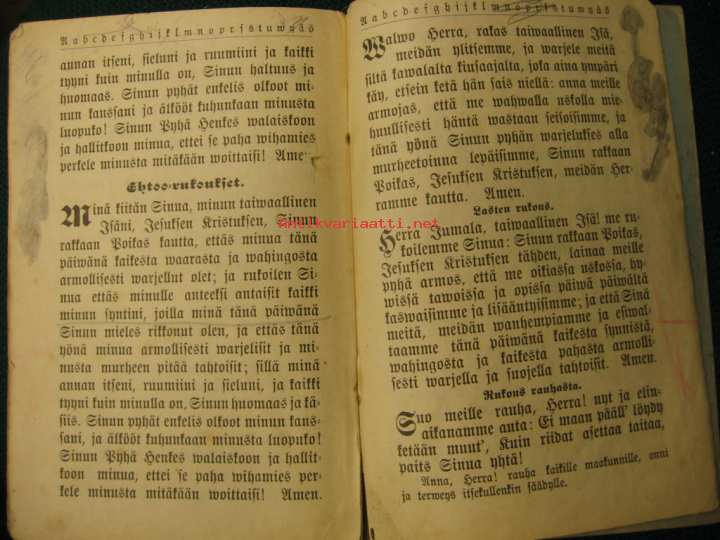 Aabcdefghijklmnoprsstuwyäö
annan itseni, sieluni ja ruumiini ja kaikki
tyyni kuin minulla on, Sinun haltuus ja
huomaas. Sinun pyhät enkelis olkoot mi-
nun kanssani ja älkööt kuhunkaan minusta
luopuko! Sinun Pyhä Henkes walaiskoon
ja hallitkoon minua, ettei se paha wihamies
perkele minusta mitäkään woittaisi! Amen.
Ehtoo-rukoukset.
Minä kiitän Sinua, minun taiwaallinen
Isäni, Jesuksen Kristuksen, Sinun
rakkaan Poikas kautta, ettäs minua tänä
päiwänä kaikesta waarasta ja wahingosta
armollisesti warjellut olet; ja rukoilen Si-
nua ettäs minulle anteeksi antaisit kaikki
minun syntini, joilla minä tänä päiwänä
Sinun mieles rikkonut olen, ja ettäs tänä
yönä minua armollisesti warjelisit ja mi-
nusta murheen pitää tahtoisit; sillä minä
annan itseni, ruumiini ja sieluni, ja kaikki
tyyni kuin minulla on, Sinun huomaas ja kä-
siis. Sinun pyhät enkelis olkoot minun kans-
sani, ja älkööt kuhunkaan minusta luopuko!
Sinun Pyhä Henkes walaiskoon ja hallit-
koon minua, ettei se paha wihamies per-
kele minusta mitäkään woittaisi! Amen.
Aabcdefghijklmnoprsstuwyäö
Walwo Herra, rakas taiwaallinen Isä,
meidän ylitsemme, ja warjele meitä
siltä kawalalta kiusaajalta, joka aina ympäri
käy, etsein ketä hän sais niellä: anna meille
armojas, että me wahwalla uskolla mie-
huullisesti häntä wastaan seisoisimme, ja
tänä yönä Sinun pyhän warjelukses alla
murheetoinna lepäisimme, Sinun rakkaan
Poikas, Jesuksen Kristuksen, meidän Her-
ramme kautta. Amen.
Lasten rukous.
Herra Jumala, taiwaallinen Isä! me ru-
koilemme Sinua: Sinun rakkaan Poikas,
Jesuksen Kristuksen tähden, lainaa meille
pyhä armos, että me oikiassa uskossa, hy-
wissä tawoissa ja opissa päiwä päiwältä
kaswaisimme ja lisääntyisimme; ja että Sinä
meitä, meidän wanhempiamme ja esiwal-
taamme tänä päiwänä kaikesta synnistä,
wahingosta ja kaikesta pahasta armolli-
sesti warjella ja suojella tahtoisit. Amen.
Rukous rauhasta.
Suo meille rauha, Herra! nyt ja elin-
aikanamme auta: Ei maan pääll' löydy
ketään muut', Kuin riidat asettaa taitaa,
paits Sinua yhtä!
Anna, Herra! rauha kaikille maakunnille, onni
ja terweys itsekullenkin säädylle.